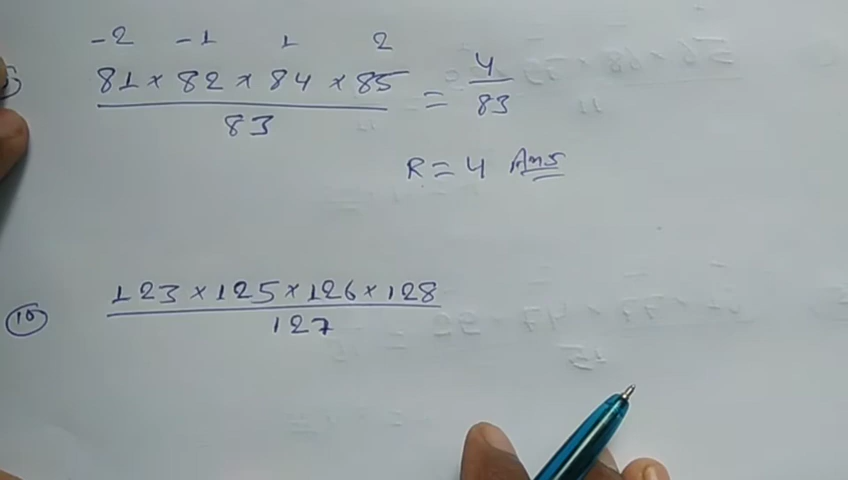 -2 -1 1 2
81 × 82 × 84 × 85 / 83 = 4 / 83
R = 4 Ans
10 123 × 125 × 126 × 128 / 127